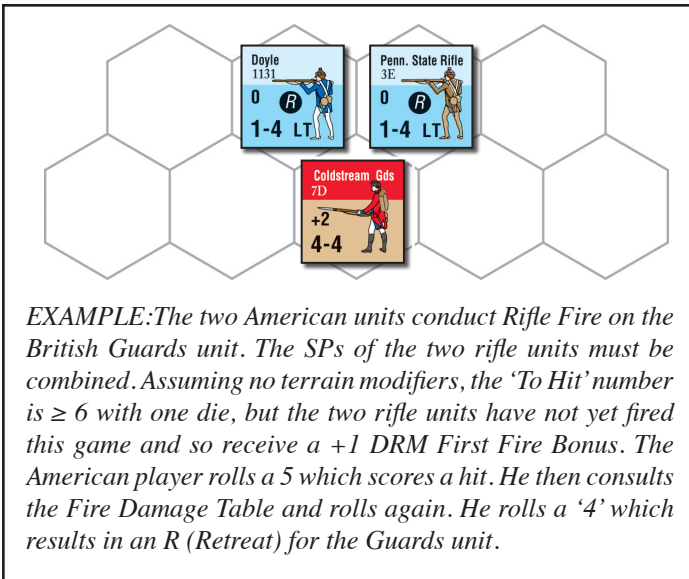 Doyle
1131
0 R
1-4 LT
Penn. State Rifle
3E
0 R
1-4 LT
Coldstream Gds
7D
+2
4-4
EXAMPLE:The two American units conduct Rifle Fire on the
British Guards unit. The SPs of the two rifle units must be
combined. Assuming no terrain modifiers, the ‘To Hit’ number
is ≥ 6 with one die, but the two rifle units have not yet fired
this game and so receive a +1 DRM First Fire Bonus. The
American player rolls a 5 which scores a hit. He then consults
the Fire Damage Table and rolls again. He rolls a ‘4’ which
results in an R (Retreat) for the Guards unit.